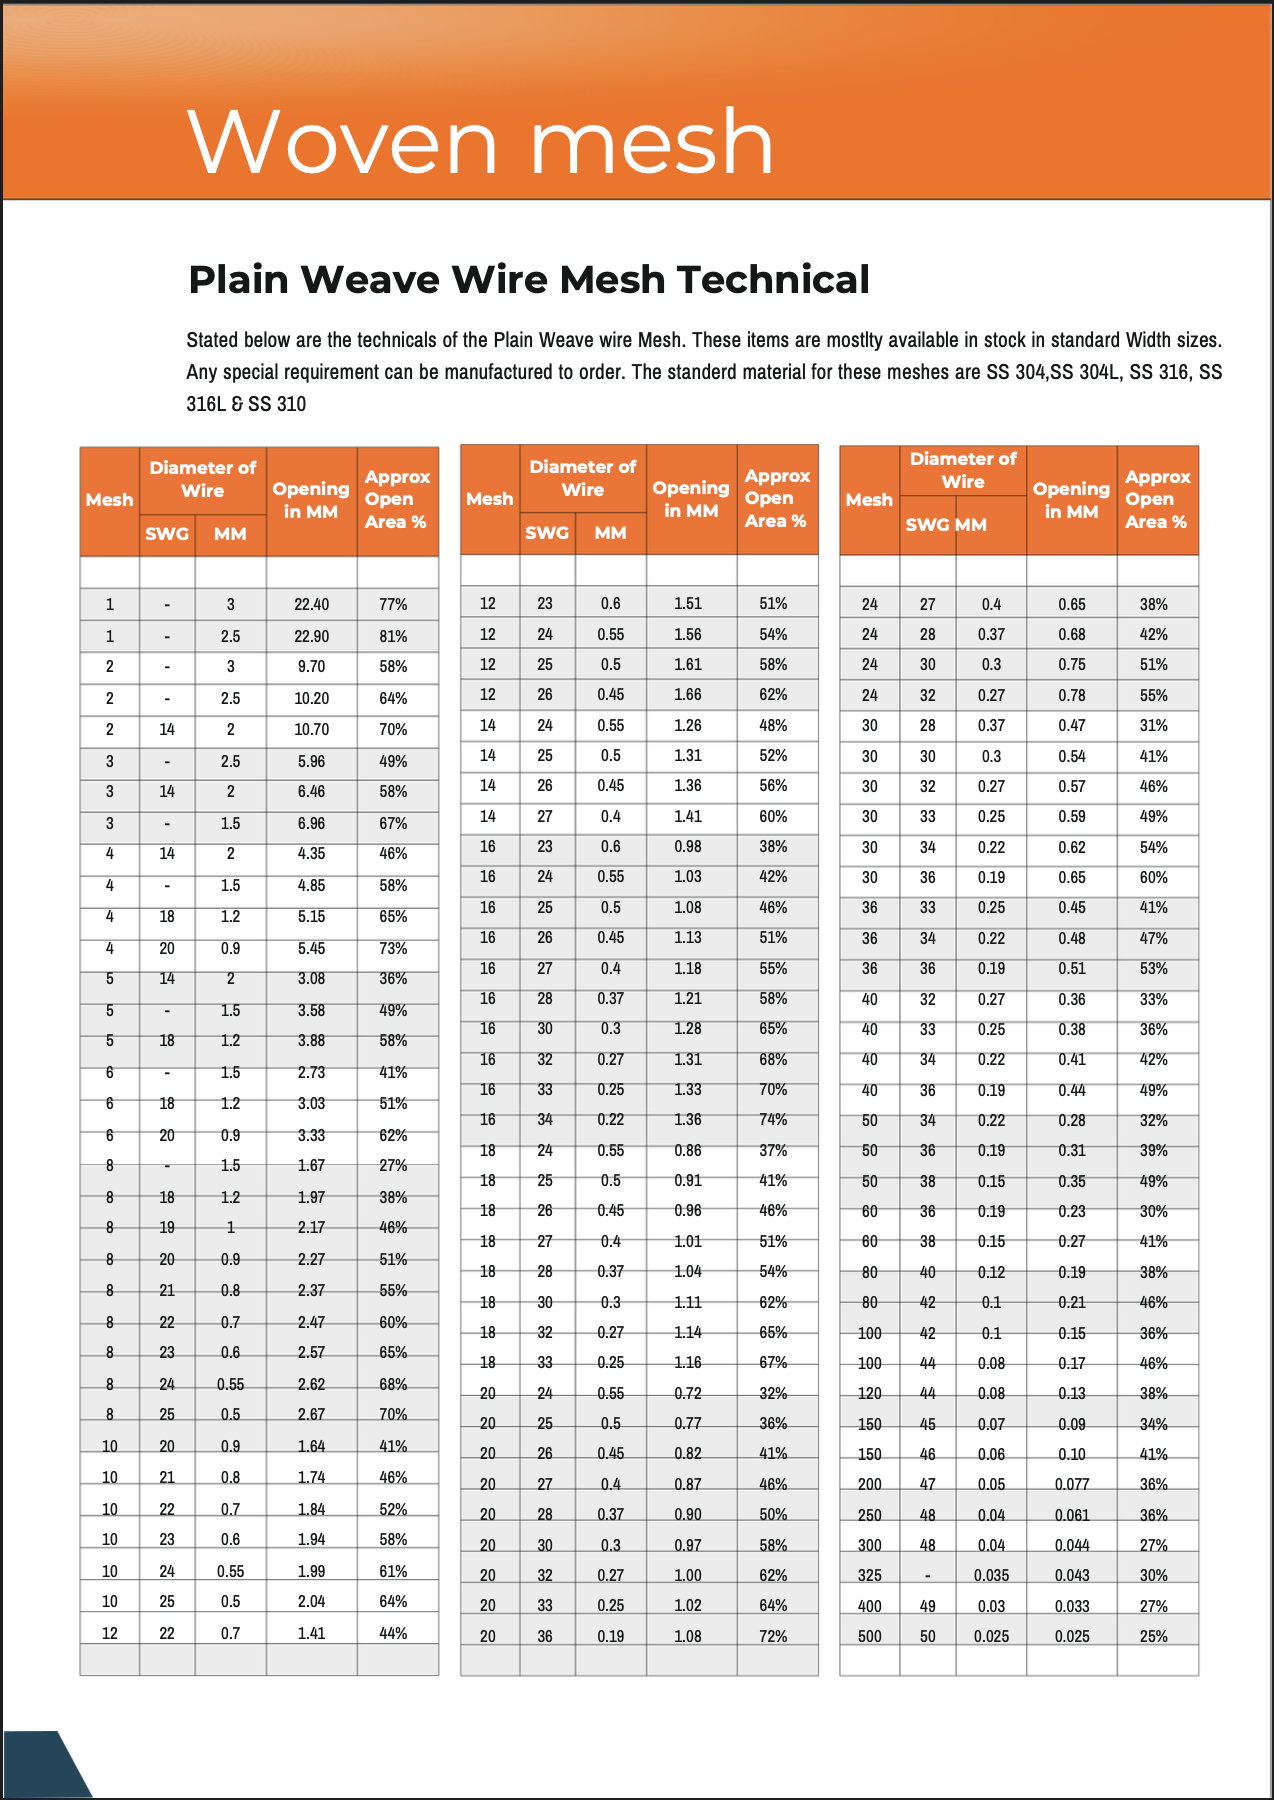 Woven mesh
Plain Weave Wire Mesh Technical
Stated below are the technicals of the Plain Weave wire Mesh. These items are mostlty available in stock in standard Width sizes.
Any special requirement can be manufactured to order. The standerd material for these meshes are SS 304,SS 304L, SS 316, SS
316L & SS 310
Mesh Diameter of Wire SWG MM Opening in MM Approx Open Area %
1 - 3 22.40 77%
1 - 2.5 22.90 81%
2 - 3 9.70 58%
2 - 2.5 10.20 64%
2 14 2 10.70 70%
3 - 2.5 5.96 49%
3 14 2 6.46 58%
3 - 1.5 6.96 67%
4 14 2 4.35 46%
4 - 1.5 4.85 58%
4 18 1.2 5.15 65%
4 20 0.9 5.45 73%
5 14 2 3.08 36%
5 - 1.5 3.58 49%
5 18 1.2 3.88 58%
6 - 1.5 2.73 41%
6 18 1.2 3.03 51%
6 20 0.9 3.33 62%
8 - 1.5 1.67 27%
8 18 1.2 1.97 38%
8 19 1 2.17 46%
8 20 0.9 2.27 51%
8 21 0.8 2.37 55%
8 22 0.7 2.47 60%
8 23 0.6 2.57 65%
8 24 0.55 2.62 68%
8 25 0.5 2.67 70%
10 20 0.9 1.64 41%
10 21 0.8 1.74 46%
10 22 0.7 1.84 52%
10 23 0.6 1.94 58%
10 24 0.55 1.99 61%
10 25 0.5 2.04 64%
12 22 0.7 1.41 44%
Mesh Diameter of Wire SWG MM Opening in MM Approx Open Area %
12 23 0.6 1.51 51%
12 24 0.55 1.56 54%
12 25 0.5 1.61 58%
12 26 0.45 1.66 62%
14 24 0.55 1.26 48%
14 25 0.5 1.31 52%
14 26 0.45 1.36 56%
14 27 0.4 1.41 60%
16 23 0.6 0.98 38%
16 24 0.55 1.03 42%
16 25 0.5 1.08 46%
16 26 0.45 1.13 51%
16 27 0.4 1.18 55%
16 28 0.37 1.21 58%
16 30 0.3 1.28 65%
16 32 0.27 1.31 68%
16 33 0.25 1.33 70%
16 34 0.22 1.36 74%
18 24 0.55 0.86 37%
18 25 0.5 0.91 41%
18 26 0.45 0.96 46%
18 27 0.4 1.01 51%
18 28 0.37 1.04 54%
18 30 0.3 1.11 62%
18 32 0.27 1.14 65%
18 33 0.25 1.16 67%
20 24 0.55 0.72 32%
20 25 0.5 0.77 36%
20 26 0.45 0.82 41%
20 27 0.4 0.87 46%
20 28 0.37 0.90 50%
20 30 0.3 0.97 58%
20 32 0.27 1.00 62%
20 33 0.25 1.02 64%
20 36 0.19 1.08 72%
Mesh Diameter of Wire SWG MM Opening in MM Approx Open Area %
24 27 0.4 0.65 38%
24 28 0.37 0.68 42%
24 30 0.3 0.75 51%
24 32 0.27 0.78 55%
30 28 0.37 0.47 31%
30 30 0.3 0.54 41%
30 32 0.27 0.57 46%
30 33 0.25 0.59 49%
30 34 0.22 0.62 54%
30 36 0.19 0.65 60%
36 33 0.25 0.45 41%
36 34 0.22 0.48 47%
36 36 0.19 0.51 53%
40 32 0.27 0.36 33%
40 33 0.25 0.38 36%
40 34 0.22 0.41 42%
40 36 0.19 0.44 49%
50 34 0.22 0.28 32%
50 36 0.19 0.31 39%
50 38 0.15 0.35 49%
60 36 0.19 0.23 30%
60 38 0.15 0.27 41%
80 40 0.12 0.19 38%
80 42 0.1 0.21 46%
100 42 0.1 0.15 36%
100 44 0.08 0.17 46%
120 44 0.08 0.13 38%
150 45 0.07 0.09 34%
150 46 0.06 0.10 41%
200 47 0.05 0.077 36%
250 48 0.04 0.061 36%
300 48 0.04 0.044 27%
325 - 0.035 0.043 30%
400 49 0.03 0.033 27%
500 50 0.025 0.025 25%